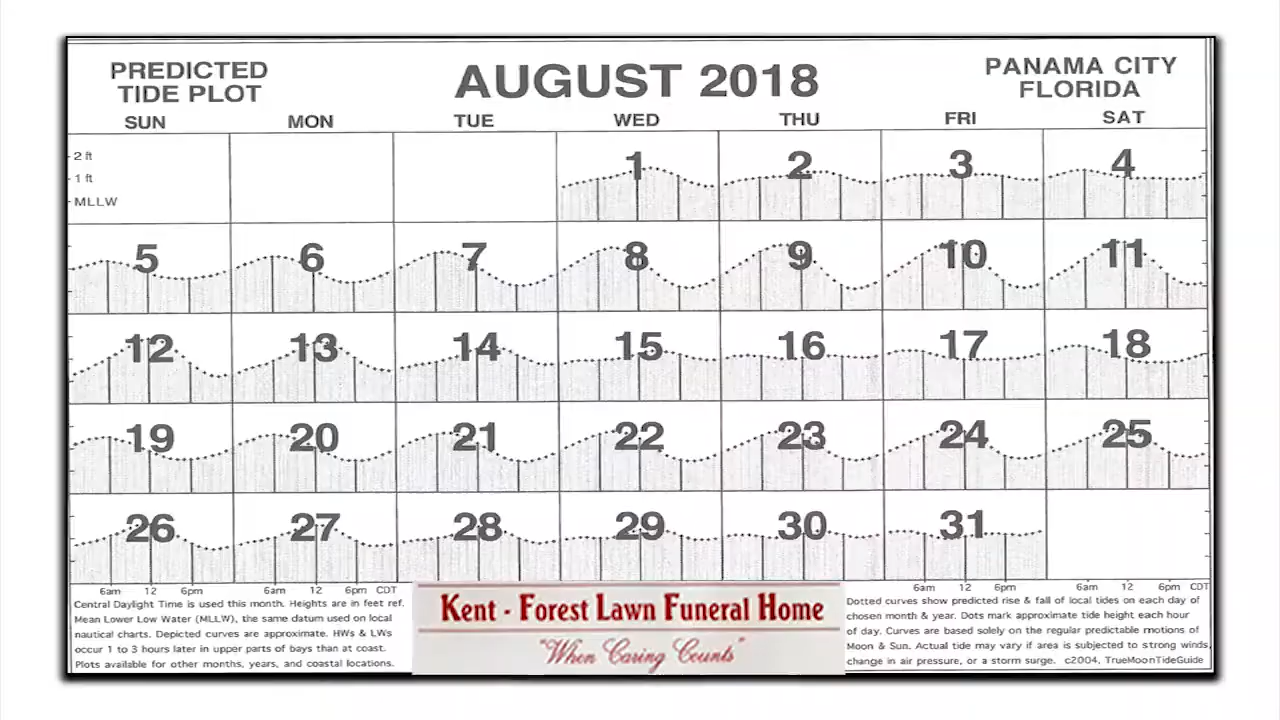 PREDICTED
TIDE PLOT
AUGUST 2018
PANAMA CITY
FLORIDA
SUN MON TUE WED THU FRI SAT
2 ft
1 ft
MLLW
1 2 3 4
5 6 7 8 9 10 11
12 13 14 15 16 17 18
19 20 21 22 23 24 25
26 27 28 29 30 31
6am 12 6pm 6am 12 6pm CDT
6am 12 6pm 6am 12 6pm CDT
Central Daylight Time is used this month. Heights are in feet ref.
Mean Lower Low Water (MLLW), the same datum used on local
nautical charts. Depicted curves are approximate. HWs & LWs
occur 1 to 3 hours later in upper parts of bays than at coast.
Plots available for other months, years, and coastal locations.
Kent - Forest Lawn Funeral Home
"When Caring Counts"
Dotted curves show predicted rise & fall of local tides on each day of
chosen month & year. Dots mark approximate tide height each hour
of day. Curves are based solely on the regular predictable motions of
Moon & Sun. Actual tide may vary if area is subjected to strong winds,
change in air pressure, or a storm surge. c2004, TrueMoonTideGuide